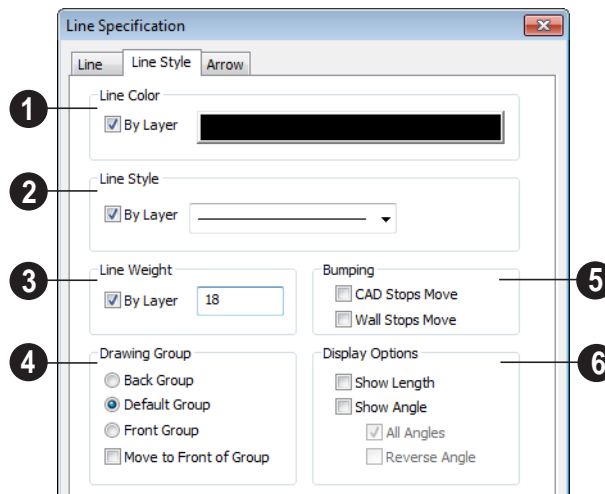 Line Specification
Line Line Style Arrow
1
Line Color
By Layer
2
Line Style
By Layer
3
Line Weight
By Layer 18
5
Bumping
CAD Stops Move
Wall Stops Move
4
Drawing Group
Back Group
Default Group
Front Group
Move to Front of Group
6
Display Options
Show Length
Show Angle
All Angles
Reverse Angle